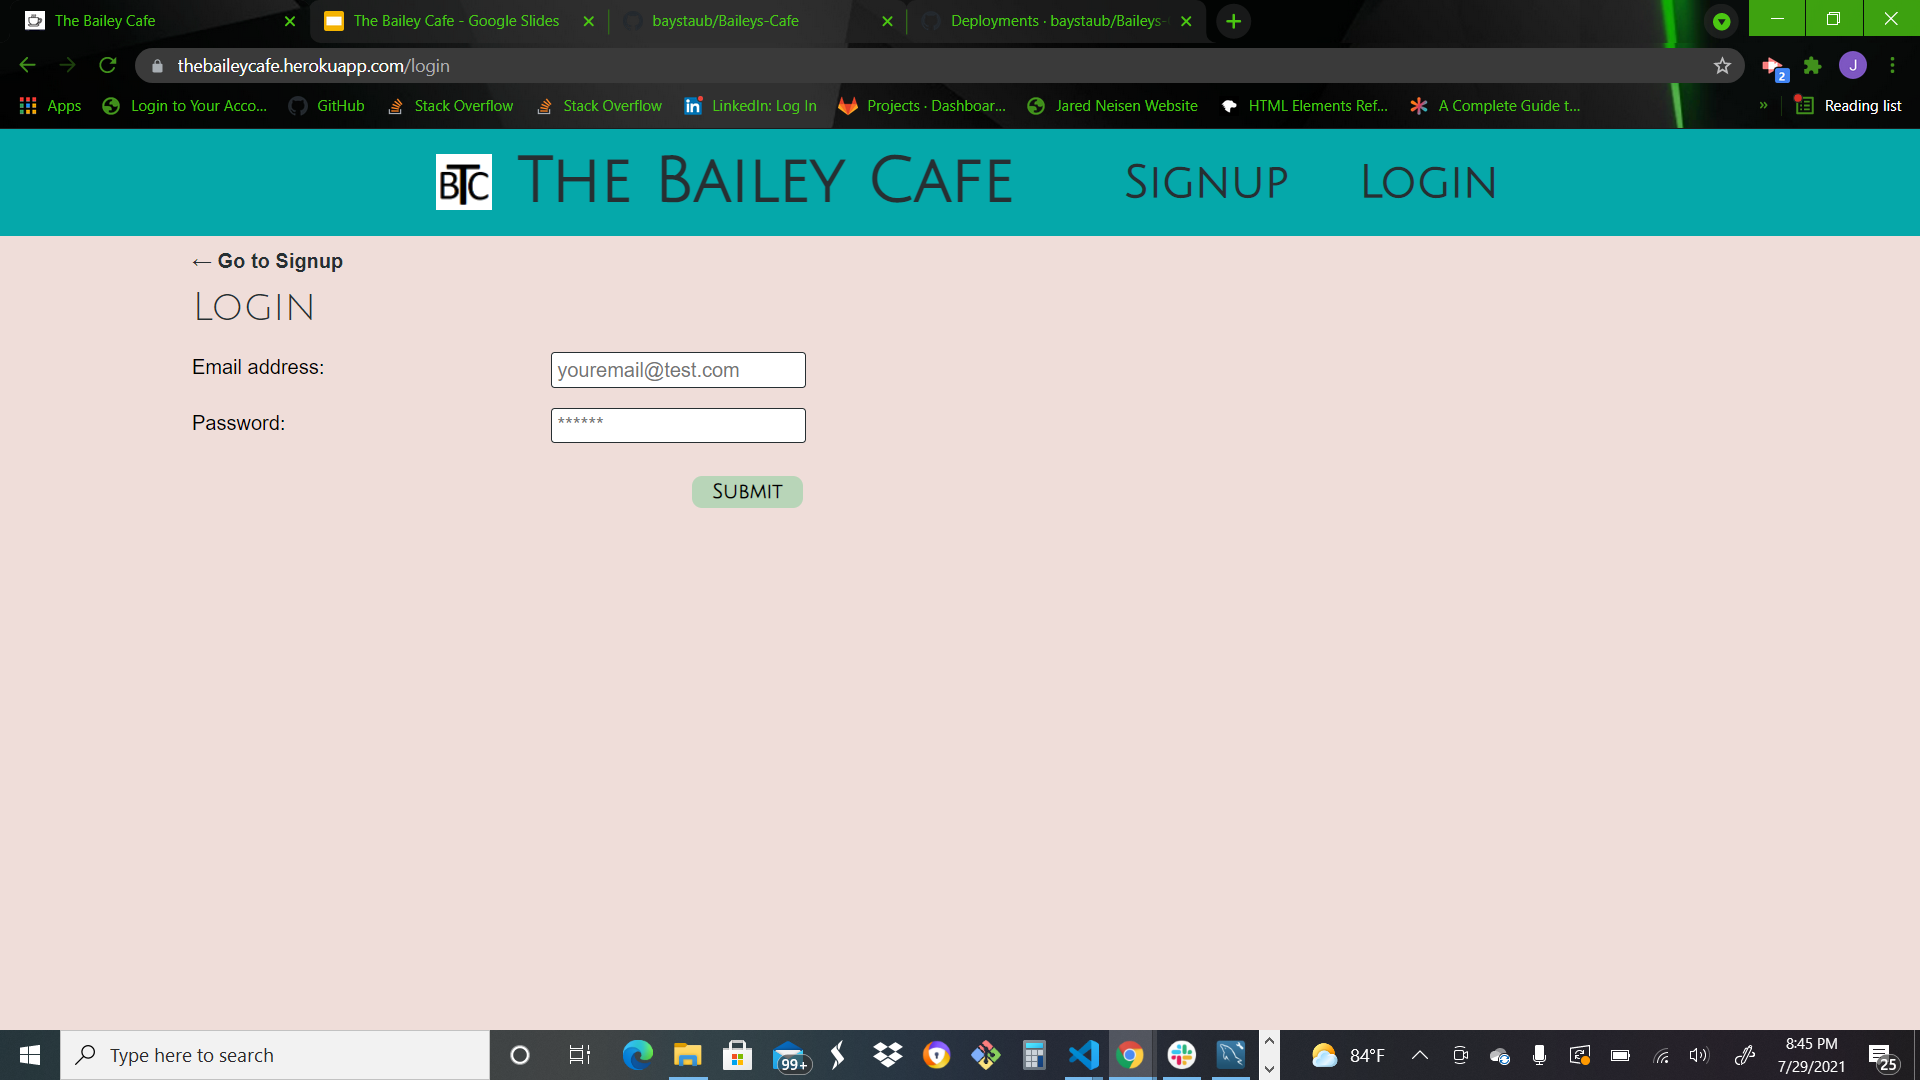 The Bailey Cafe
The Bailey Cafe - Google Slides
baystaub/Baileys-Cafe
Deployments · baystaub/Baileys-
thebaileycafe.herokuapp.com/login
2
J
Apps
Login to Your Acco...
GitHub
Stack Overflow
Stack Overflow
LinkedIn: Log In
Projects · Dashboar...
Jared Neisen Website
HTML Elements Ref...
A Complete Guide t...
»
Reading list
BTC
The Bailey Cafe
Signup
Login
← Go to Signup
Login
Email address:
youremail@test.com
Password:
******
Submit
Type here to search
99+
84°F
8:45 PM
7/29/2021
25